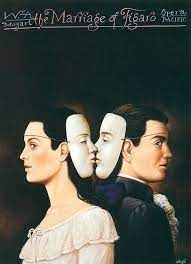 W.A. the Marriage of Figaro Opera
Mozart PACIFIC